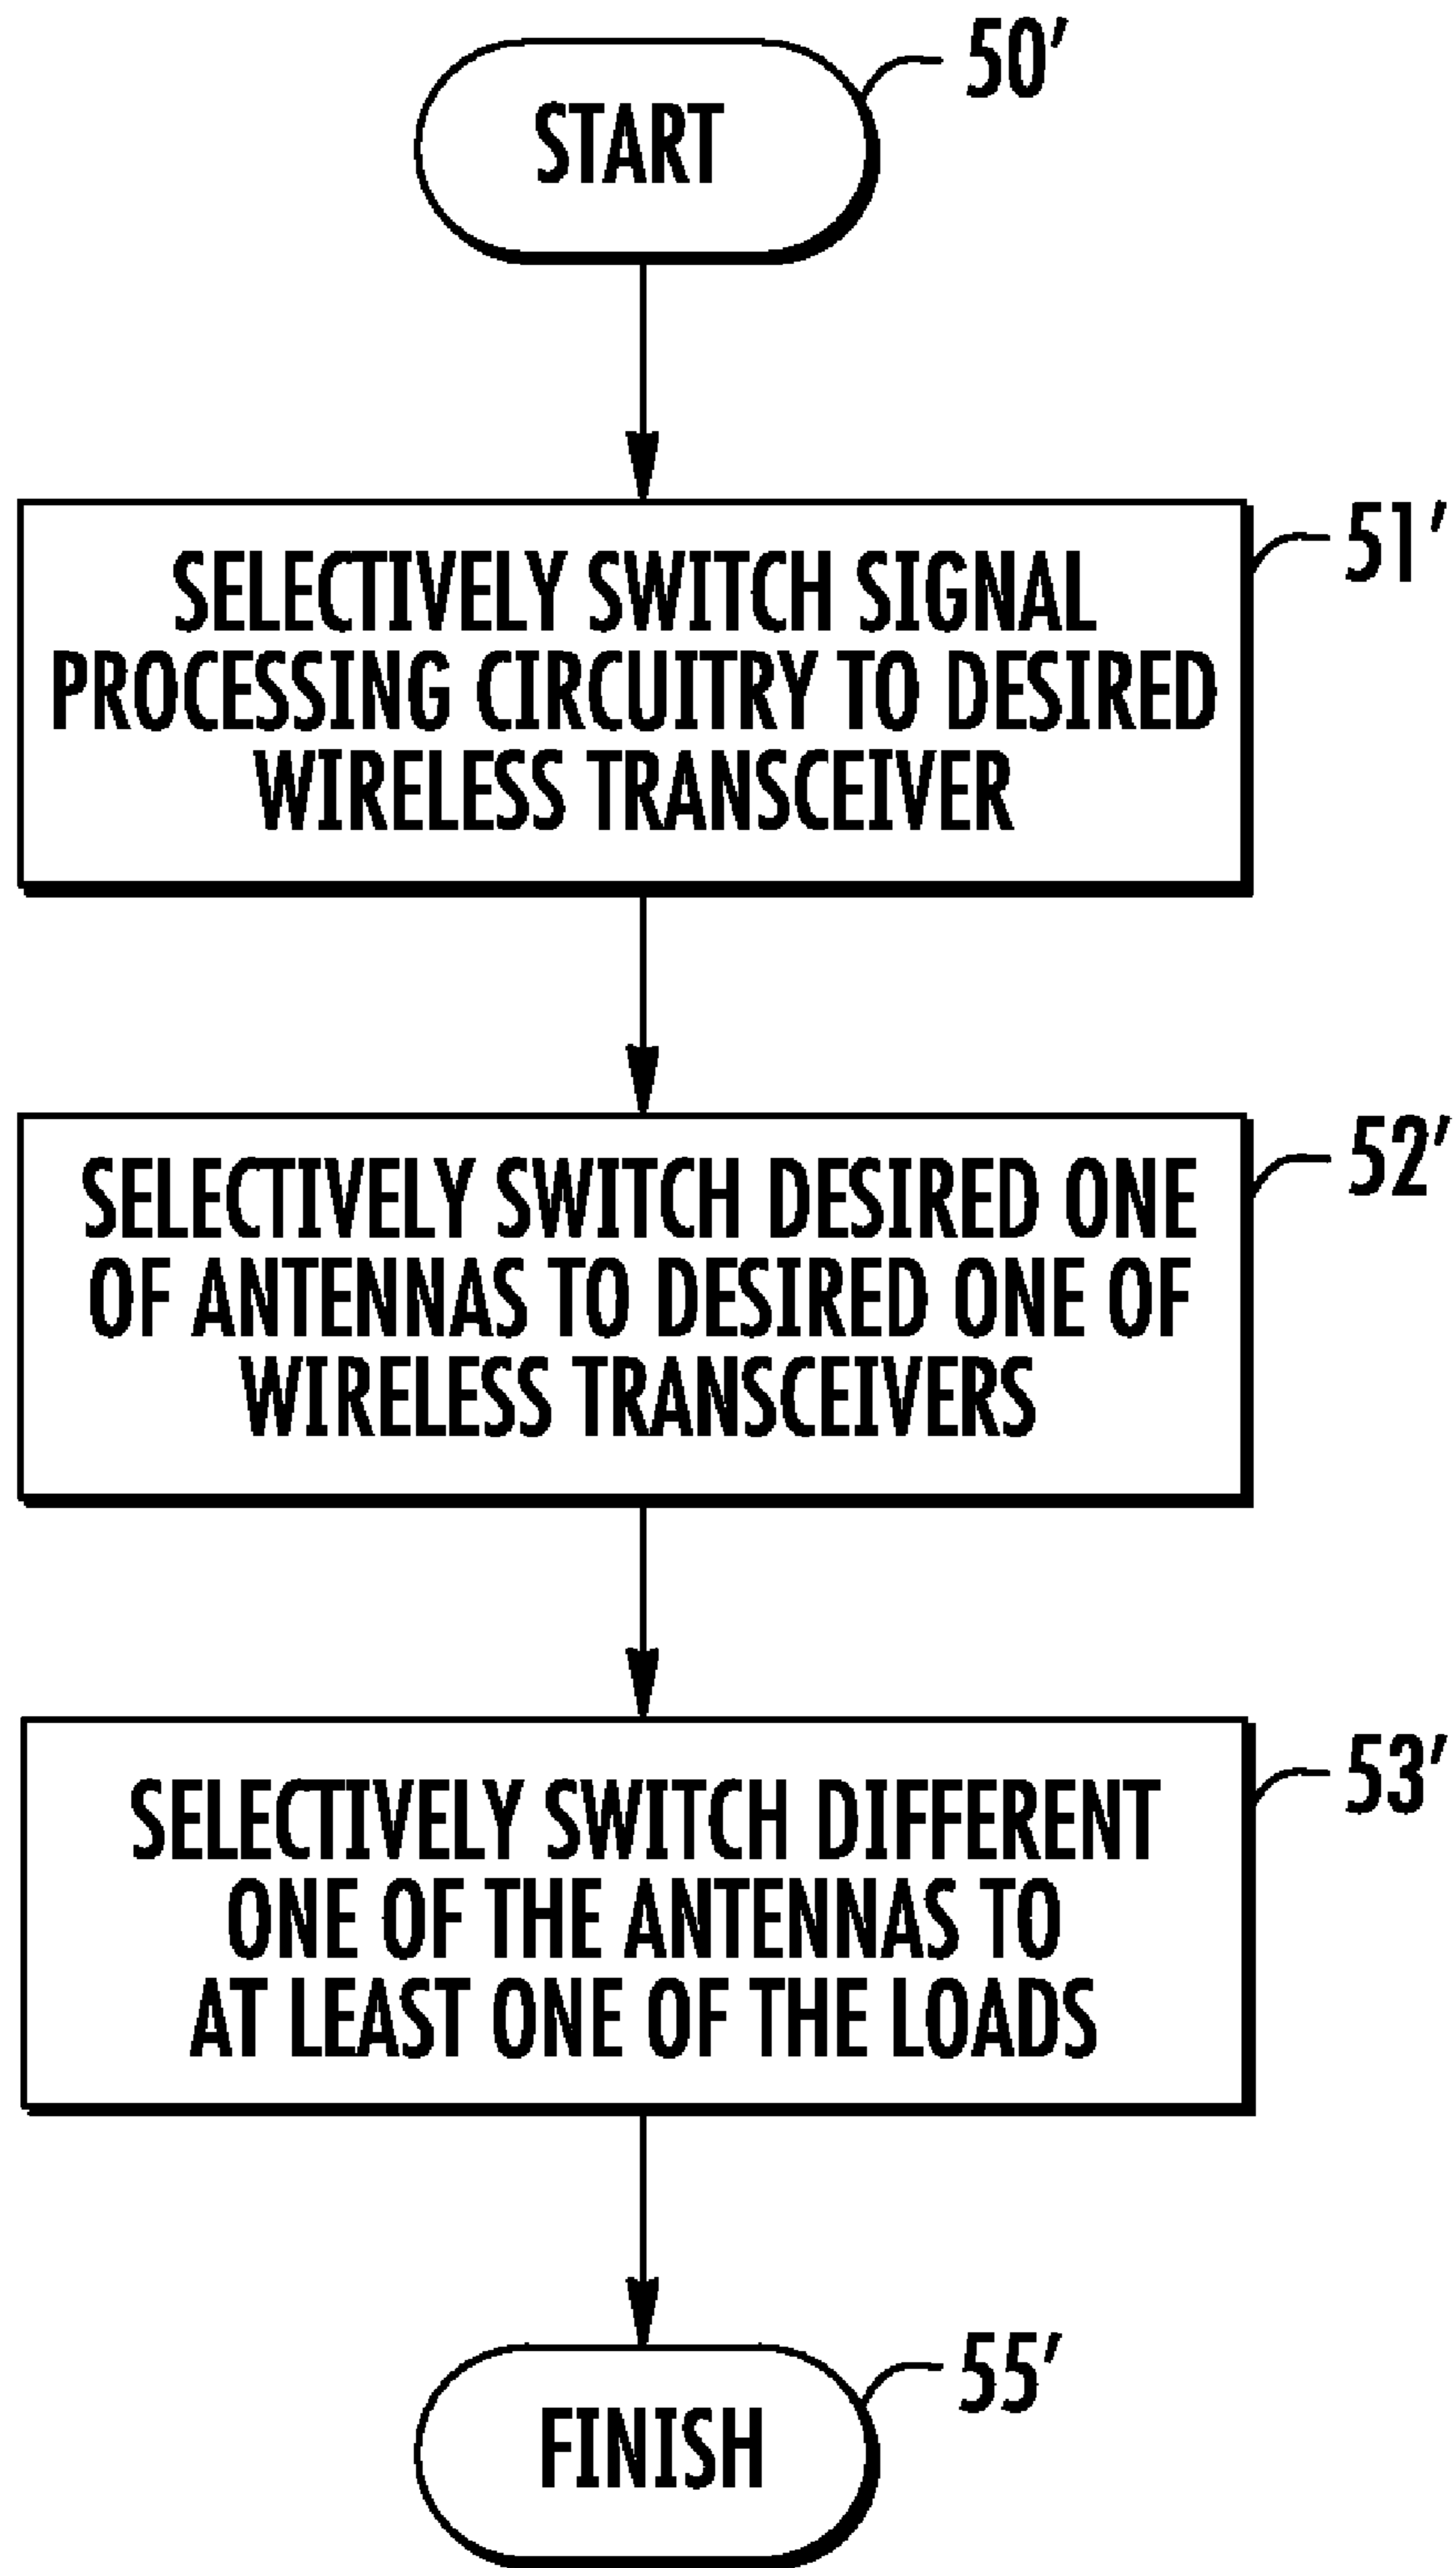 START
50′
SELECTIVELY SWITCH SIGNAL
PROCESSING CIRCUITRY TO DESIRED
WIRELESS TRANSCEIVER
51′
SELECTIVELY SWITCH DESIRED ONE
OF ANTENNAS TO DESIRED ONE OF
WIRELESS TRANSCEIVERS
52′
SELECTIVELY SWITCH DIFFERENT
ONE OF THE ANTENNAS TO
AT LEAST ONE OF THE LOADS
53′
FINISH
55′